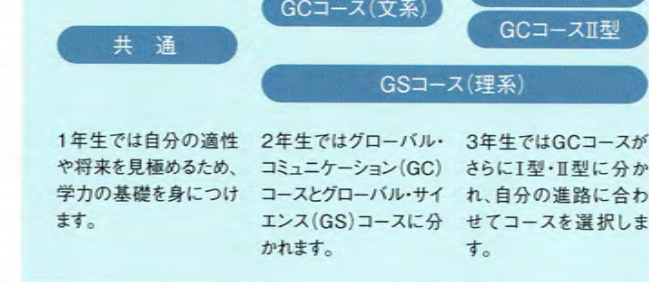 GCコース(文系)
GCコースⅡ型
共 通
GSコース(理系)
1年生では自分の適性
や将来を見極めるため、
学力の基礎を身につけ
ます。
2年生ではグローバル・
コミュニケーション(GC)
コースとグローバル・サイ
エンス(GS)コースに分
かれます。
3年生ではGCコースが
さらにⅠ型・Ⅱ型に分か
れ、自分の進路に合わ
せてコースを選択しま
す。